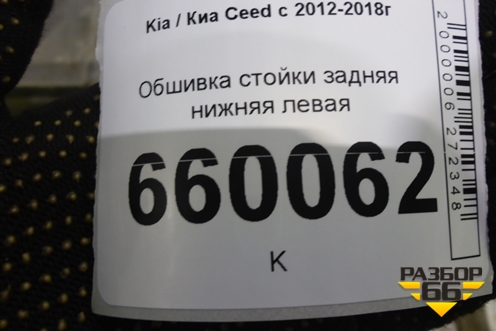 Kia / Киа Ceed с 2012-2018г
Обшивка стойки задняя
нижняя левая
660062
К
2000006272348
РАЗБОР
66